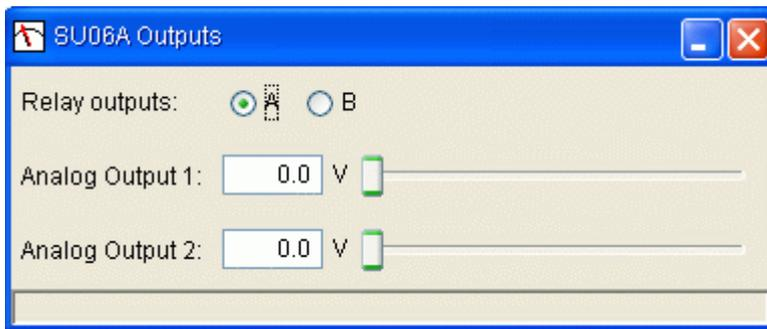 SU06A Outputs
Relay outputs: A B
Analog Output 1: 0.0 V
Analog Output 2: 0.0 V